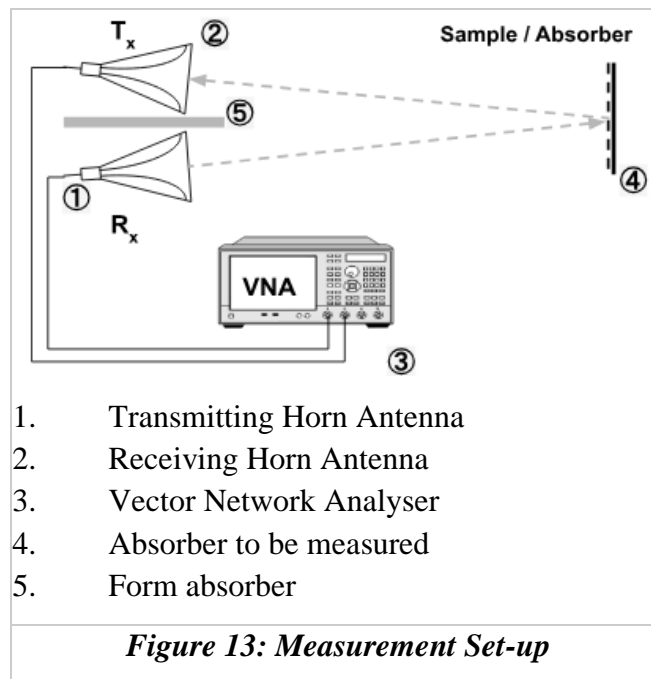 Tx ②
Sample / Absorber
⑤
④
①
Rx
VNA
③
1. Transmitting Horn Antenna
2. Receiving Horn Antenna
3. Vector Network Analyser
4. Absorber to be measured
5. Form absorber
Figure 13: Measurement Set-up